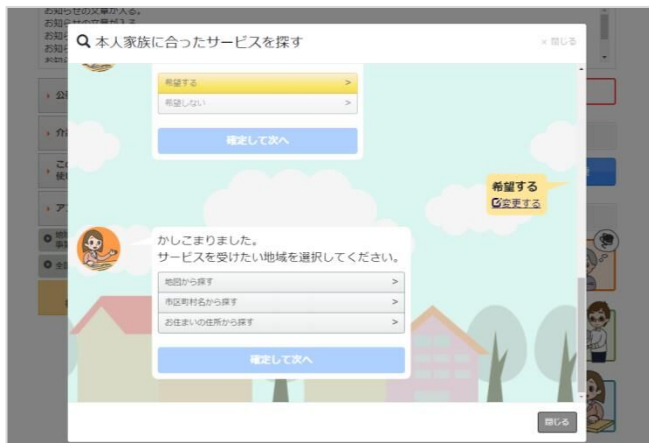 お知らせの文章が入る。
本人家族に合ったサービスを探す
× 閉じる
希望する >
希望しない >
確定して次へ
希望する
変更する
かしこまりました。
サービスを受けたい地域を選択してください。
地図から探す >
市区町村名から探す >
お住まいの住所から探す >
確定して次へ
閉じる